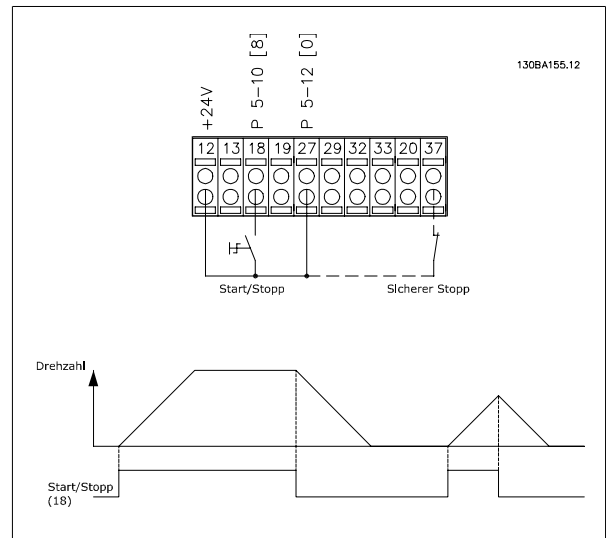 130BA155.12
+24V
P 5-10 [8]
P 5-12 [0]
12 13 18 19 27 29 32 33 20 37
Start/Stopp
Sicherer Stopp
Drehzahl
Start/Stopp
(18)